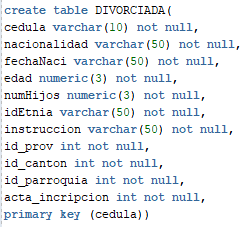 create table DIVORCIADA(
cedula varchar(10) not null,
nacionalidad varchar(50) not null,
fechaNaci varchar(50) not null,
edad numeric(3) not null,
numHijos numeric(3) not null,
idEtnia varchar(50) not null,
instruccion varchar(50) not null,
id_prov int not null,
id_canton int not null,
id_parroquia int not null,
acta_incripcion int not null,
primary key (cedula))